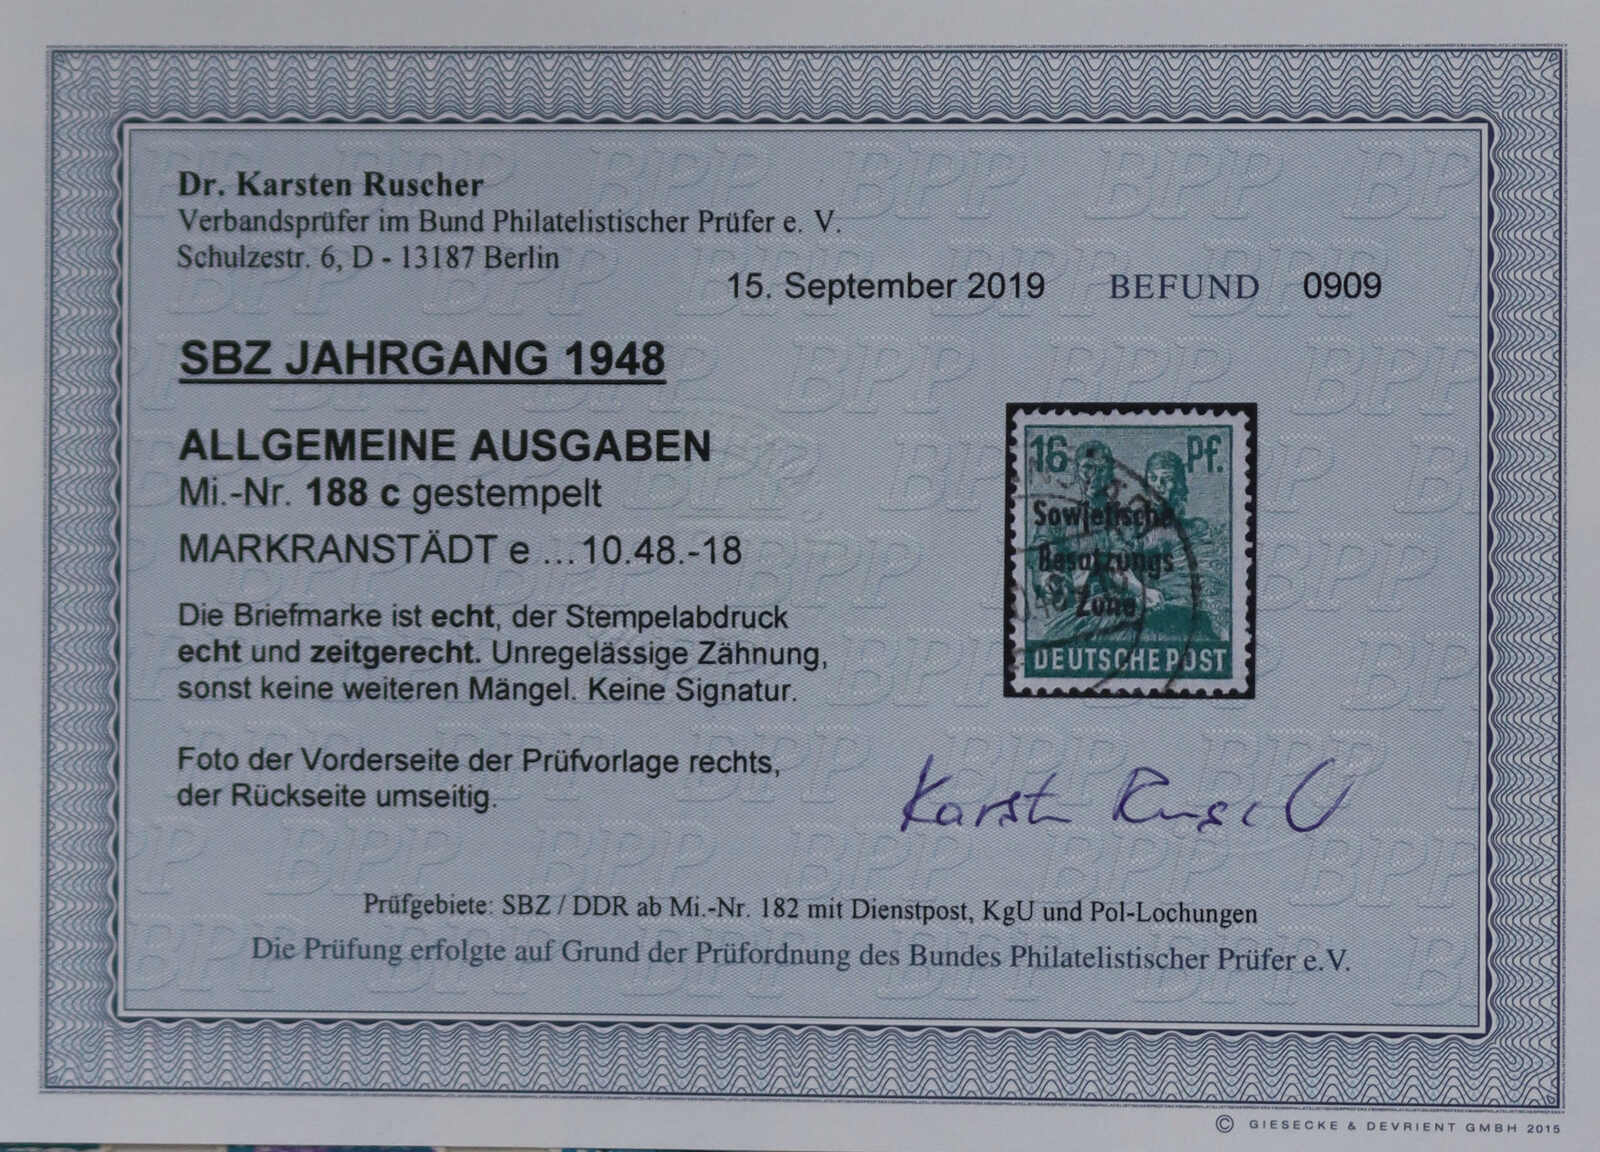 Dr. Karsten Ruscher
Verbandsprüfer im Bund Philatelistischer Prüfer e. V.
Schulzestr. 6, D - 13187 Berlin
15. September 2019 BEFUND 0909
SBZ JAHRGANG 1948
ALLGEMEINE AUSGABEN
Mi.-Nr. 188 c gestempelt
MARKRANSTÄDT e ...10.48.-18
Die Briefmarke ist echt, der Stempelabdruck
echt und zeitgerecht. Unregelässige Zähnung,
sonst keine weiteren Mängel. Keine Signatur.
Foto der Vorderseite der Prüfvorlage rechts,
der Rückseite umseitig.
16 Pf.
Sowjetische
Besatzungs
Zone
DEUTSCHE POST
Karsten Ruscher
Prüfgebiete: SBZ / DDR ab Mi.-Nr. 182 mit Dienstpost, KgU und Pol-Lochungen
Die Prüfung erfolgte auf Grund der Prüfordnung des Bundes Philatelistischer Prüfer e.V.
© GIESECKE & DEVRIENT GMBH 2015